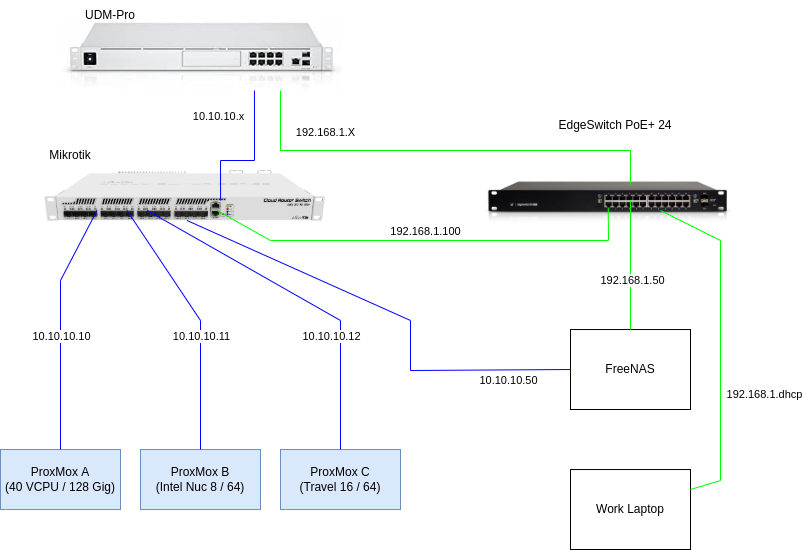 UDM-Pro
10.10.10.x
192.168.1.X
EdgeSwitch PoE+ 24
Mikrotik
Cloud Router Switch
192.168.1.100
192.168.1.50
10.10.10.10
10.10.10.11
10.10.10.12
10.10.10.50
FreeNAS
192.168.1.dhcp
ProxMox A
(40 VCPU / 128 Gig)
ProxMox B
(Intel Nuc 8 / 64)
ProxMox C
(Travel 16 / 64)
Work Laptop